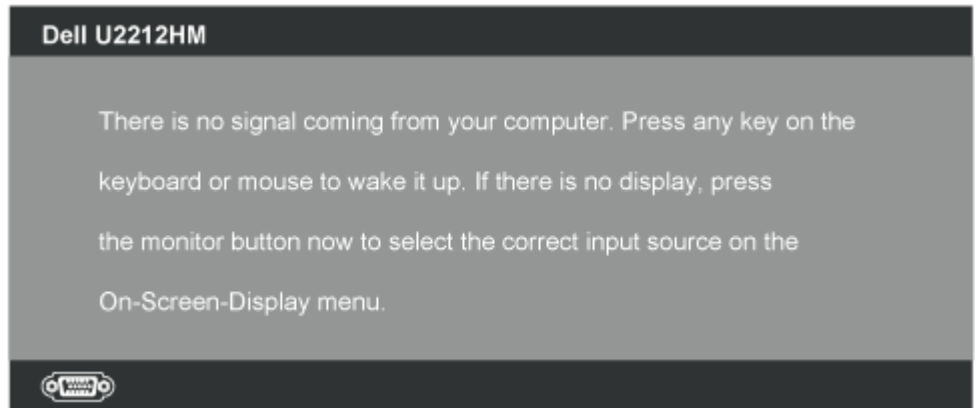 Dell U2212HM
There is no signal coming from your computer. Press any key on the
keyboard or mouse to wake it up. If there is no display, press
the monitor button now to select the correct input source on the
On-Screen-Display menu.